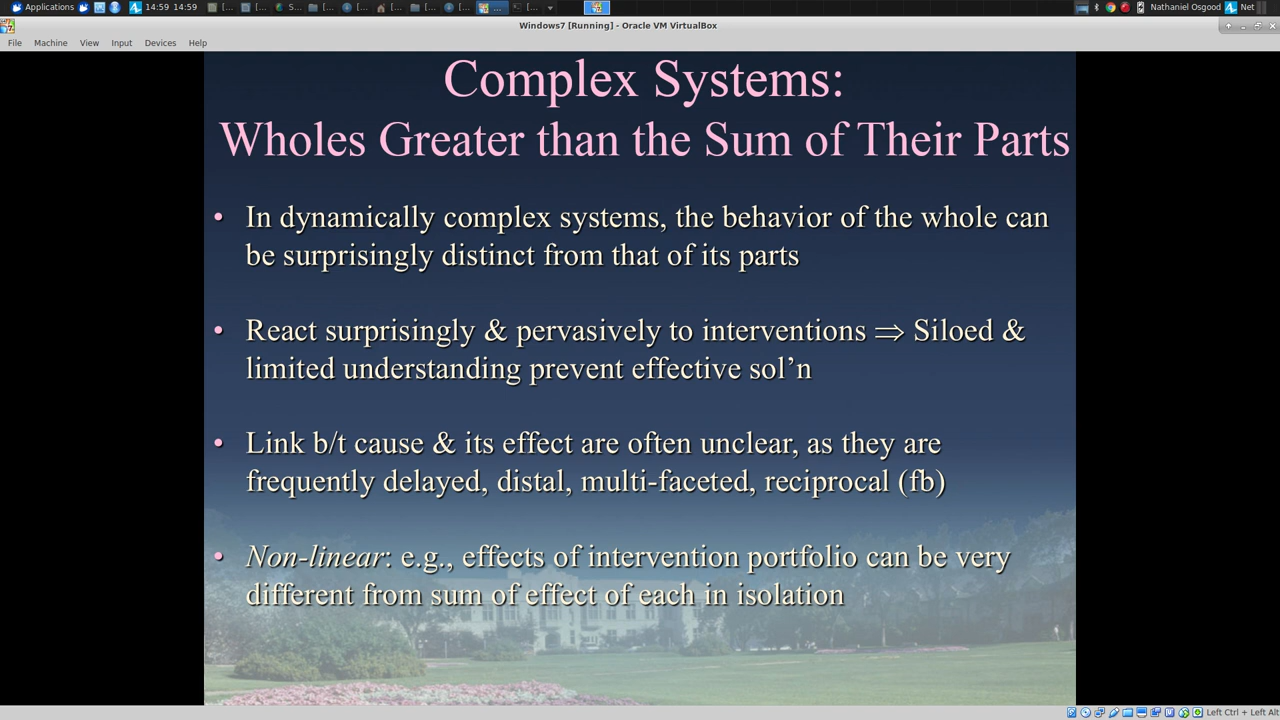 Applications
14:59 14:59
[...
[...
S...
[...
[...
[...
[...
[...
[...
...
[...
Nathaniel Osgood
Net
Windows7 [Running] - Oracle VM VirtualBox
File Machine View Input Devices Help
Complex Systems:
Wholes Greater than the Sum of Their Parts
• In dynamically complex systems, the behavior of the whole can
be surprisingly distinct from that of its parts
• React surprisingly & pervasively to interventions ⇒ Siloed &
limited understanding prevent effective sol’n
• Link b/t cause & its effect are often unclear, as they are
frequently delayed, distal, multi-faceted, reciprocal (fb)
• Non-linear: e.g., effects of intervention portfolio can be very
different from sum of effect of each in isolation
Left Ctrl + Left Alt